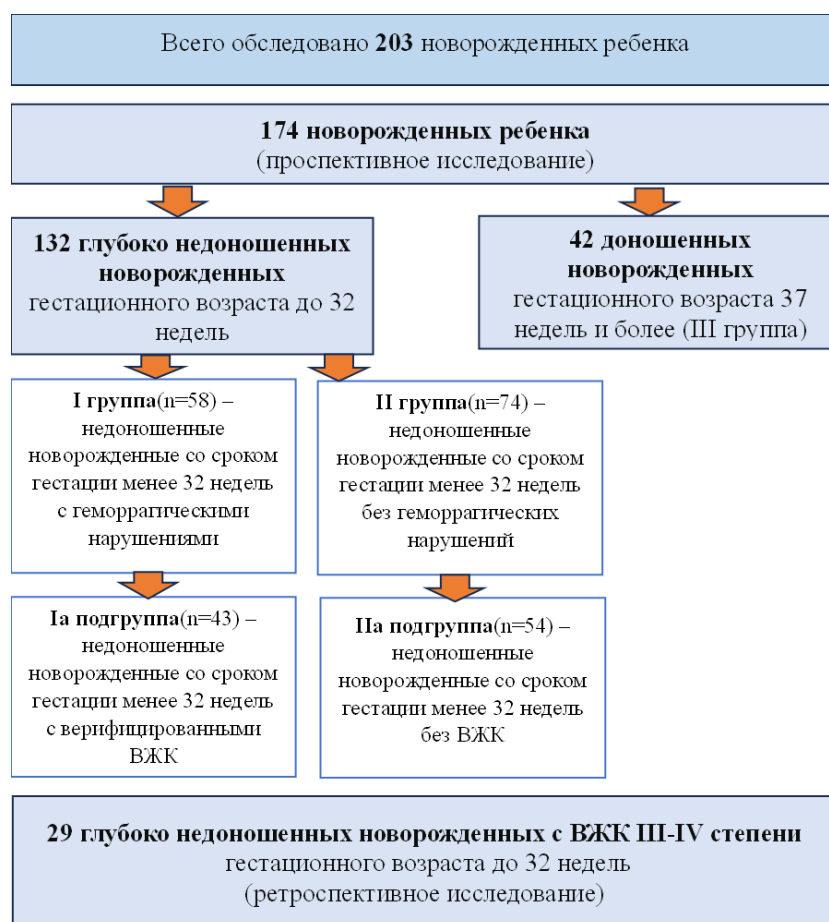 Всего обследовано 203 новорожденных ребенка
174 новорожденных ребенка
(проспективное исследование)
132 глубоко недоношенных
новорожденных
гестационного возраста до 32
недель
42 доношенных
новорожденных
гестационного возраста 37
недель и более (III группа)
I группа(n=58) –
недоношенные
новорожденные со сроком
гестации менее 32 недель
с геморрагическими
нарушениями
II группа(n=74) –
недоношенные
новорожденные со сроком
гестации менее 32 недель
без геморрагических
нарушений
Iа подгруппа(n=43) –
недоношенные
новорожденные со сроком
гестации менее 32 недель
с верифицированными
ВЖК
IIа подгруппа(n=54) –
недоношенные
новорожденные со сроком
гестации менее 32 недель
без ВЖК
29 глубоко недоношенных новорожденных с ВЖК III-IV степени
гестационного возраста до 32 недель
(ретроспективное исследование)